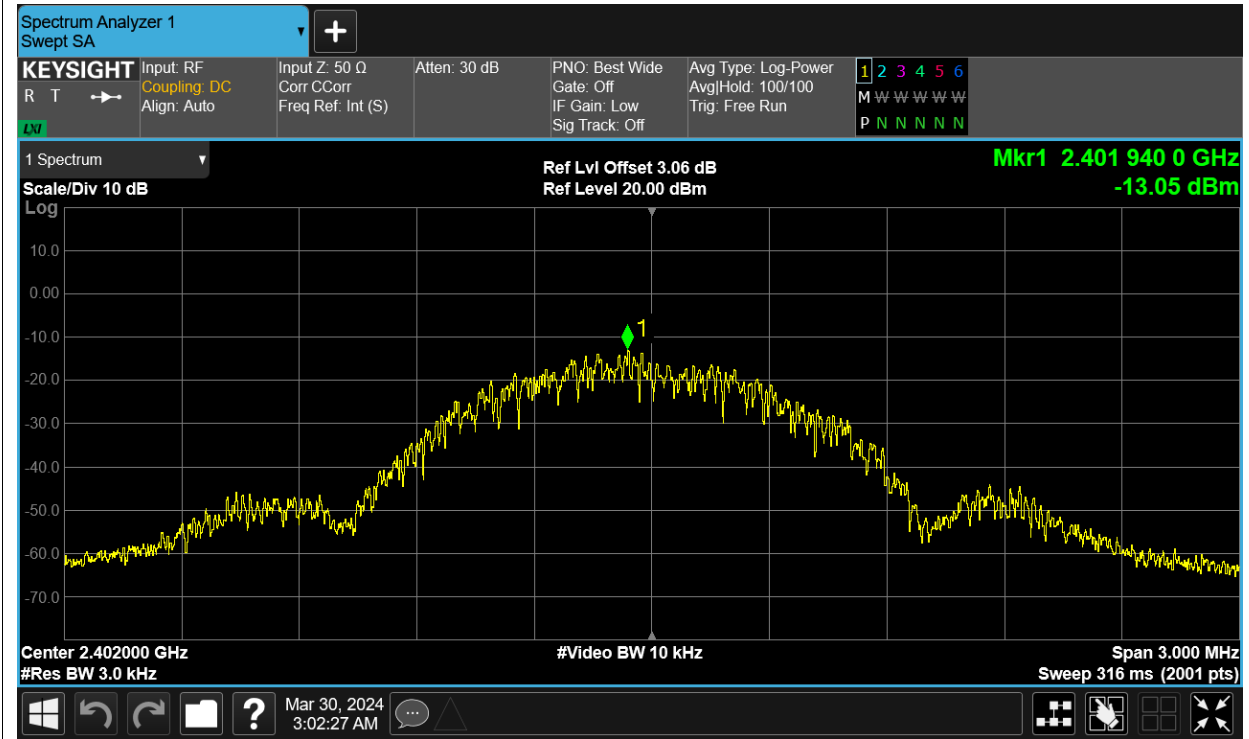 Spectrum Analyzer 1
Swept SA
+
KEYSIGHT
R T
LXI
Input: RF
Coupling: DC
Align: Auto
Input Z: 50 Ω
Corr CCorr
Freq Ref: Int (S)
Atten: 30 dB
PNO: Best Wide
Gate: Off
IF Gain: Low
Sig Track: Off
Avg Type: Log-Power
Avg|Hold: 100/100
Trig: Free Run
1 2 3 4 5 6
M W W W W W
P N N N N N
1 Spectrum
Scale/Div 10 dB
Log
Ref Lvl Offset 3.06 dB
Ref Level 20.00 dBm
Mkr1 2.401 940 0 GHz
-13.05 dBm
10.0
0.00
-10.0
-20.0
-30.0
-40.0
-50.0
-60.0
-70.0
1
Center 2.402000 GHz
#Res BW 3.0 kHz
#Video BW 10 kHz
Span 3.000 MHz
Sweep 316 ms (2001 pts)
?
Mar 30, 2024
3:02:27 AM